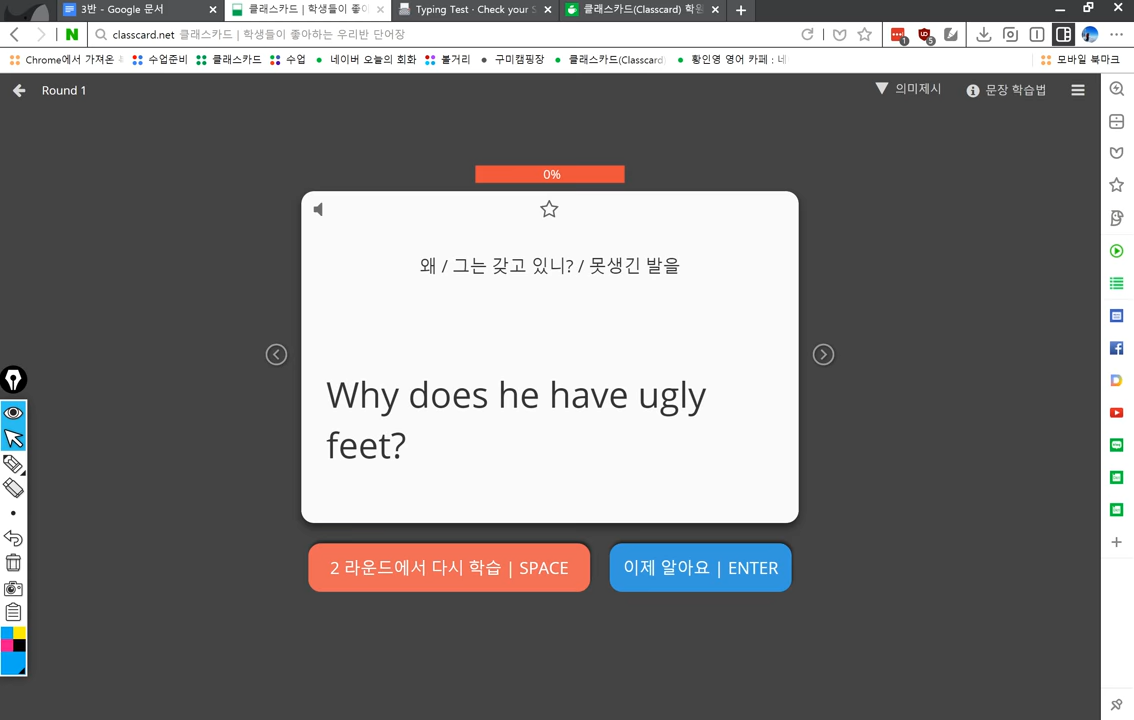 3반 - Google 문서
클래스카드 | 학생들이 좋아
Typing Test · Check your S
클래스카드(Classcard) 학원
classcard.net 클래스카드 | 학생들이 좋아하는 우리반 단어장
1
5
Chrome에서 가져온
수업준비
클래스카드
수업
네이버 오늘의 회화
볼거리
구미캠핑장
클래스카드(Classcard
황인영 영어 카페 : 네
모바일 북마크
Round 1
의미제시
문장 학습법
0%
왜 / 그는 갖고 있니? / 못생긴 발을
Why does he have ugly
feet?
2 라운드에서 다시 학습 | SPACE
이제 알아요 | ENTER